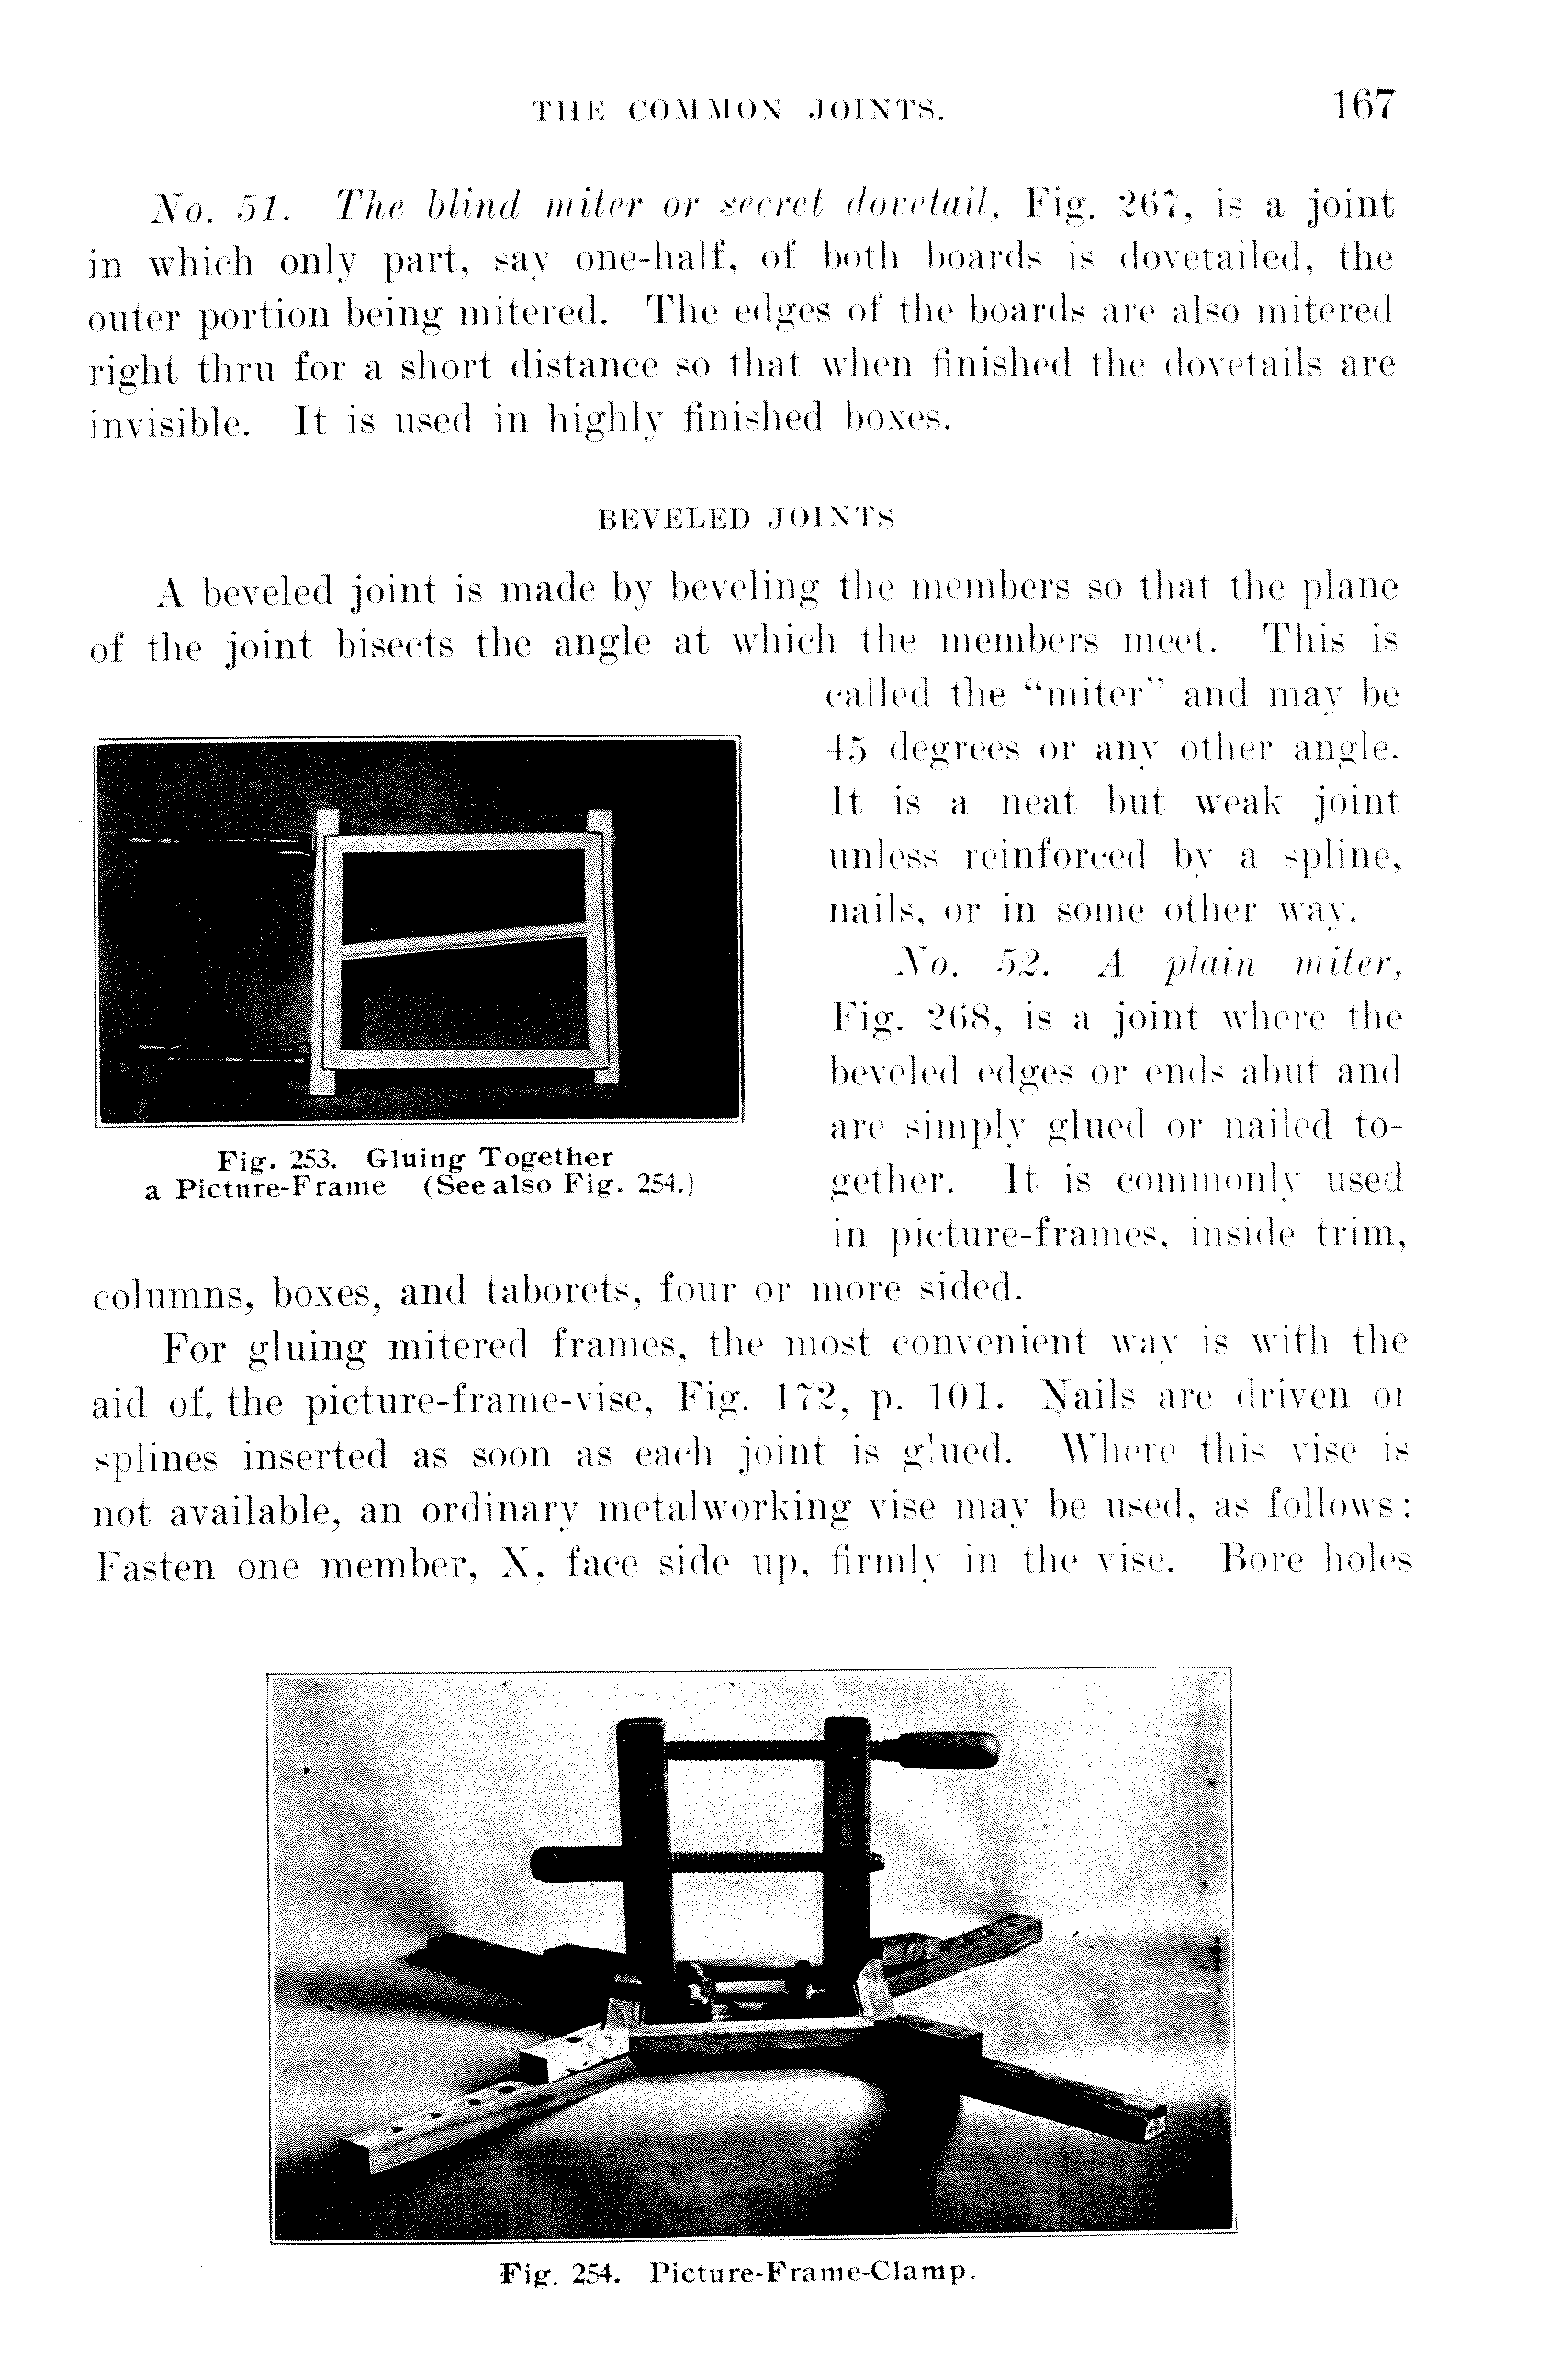 THE COMMON JOINTS. 167
No. 51. The blind miter or secret dovetail, Fig. 267, is a joint
in which only part, say one-half, of both boards is dovetailed, the
outer portion being mitered. The edges of the boards are also mitered
right thru for a short distance so that when finished the dovetails are
invisible. It is used in highly finished boxes.
BEVELED JOINTS
A beveled joint is made by beveling the members so that the plane
of the joint bisects the angle at which the members meet. This is
called the "miter" and may be
45 degrees or any other angle.
It is a neat but weak joint
unless reinforced by a spline,
nails, or in some other way.
No. 52. A plain miter,
Fig. 268, is a joint where the
beveled edges or ends abut and
are simply glued or nailed to-
gether. It is commonly used
in picture-frames, inside trim,
Fig. 253. Gluing Together
a Picture-Frame (See also Fig. 254.)
columns, boxes, and taborets, four or more sided.
For gluing mitered frames, the most convenient way is with the
aid of the picture-frame-vise, Fig. 172, p. 101. Nails are driven or
splines inserted as soon as each joint is glued. Where this vise is
not available, an ordinary metalworking vise may be used, as follows:
Fasten one member, X, face side up, firmly in the vise. Bore holes
Fig. 254. Picture-Frame-Clamp.